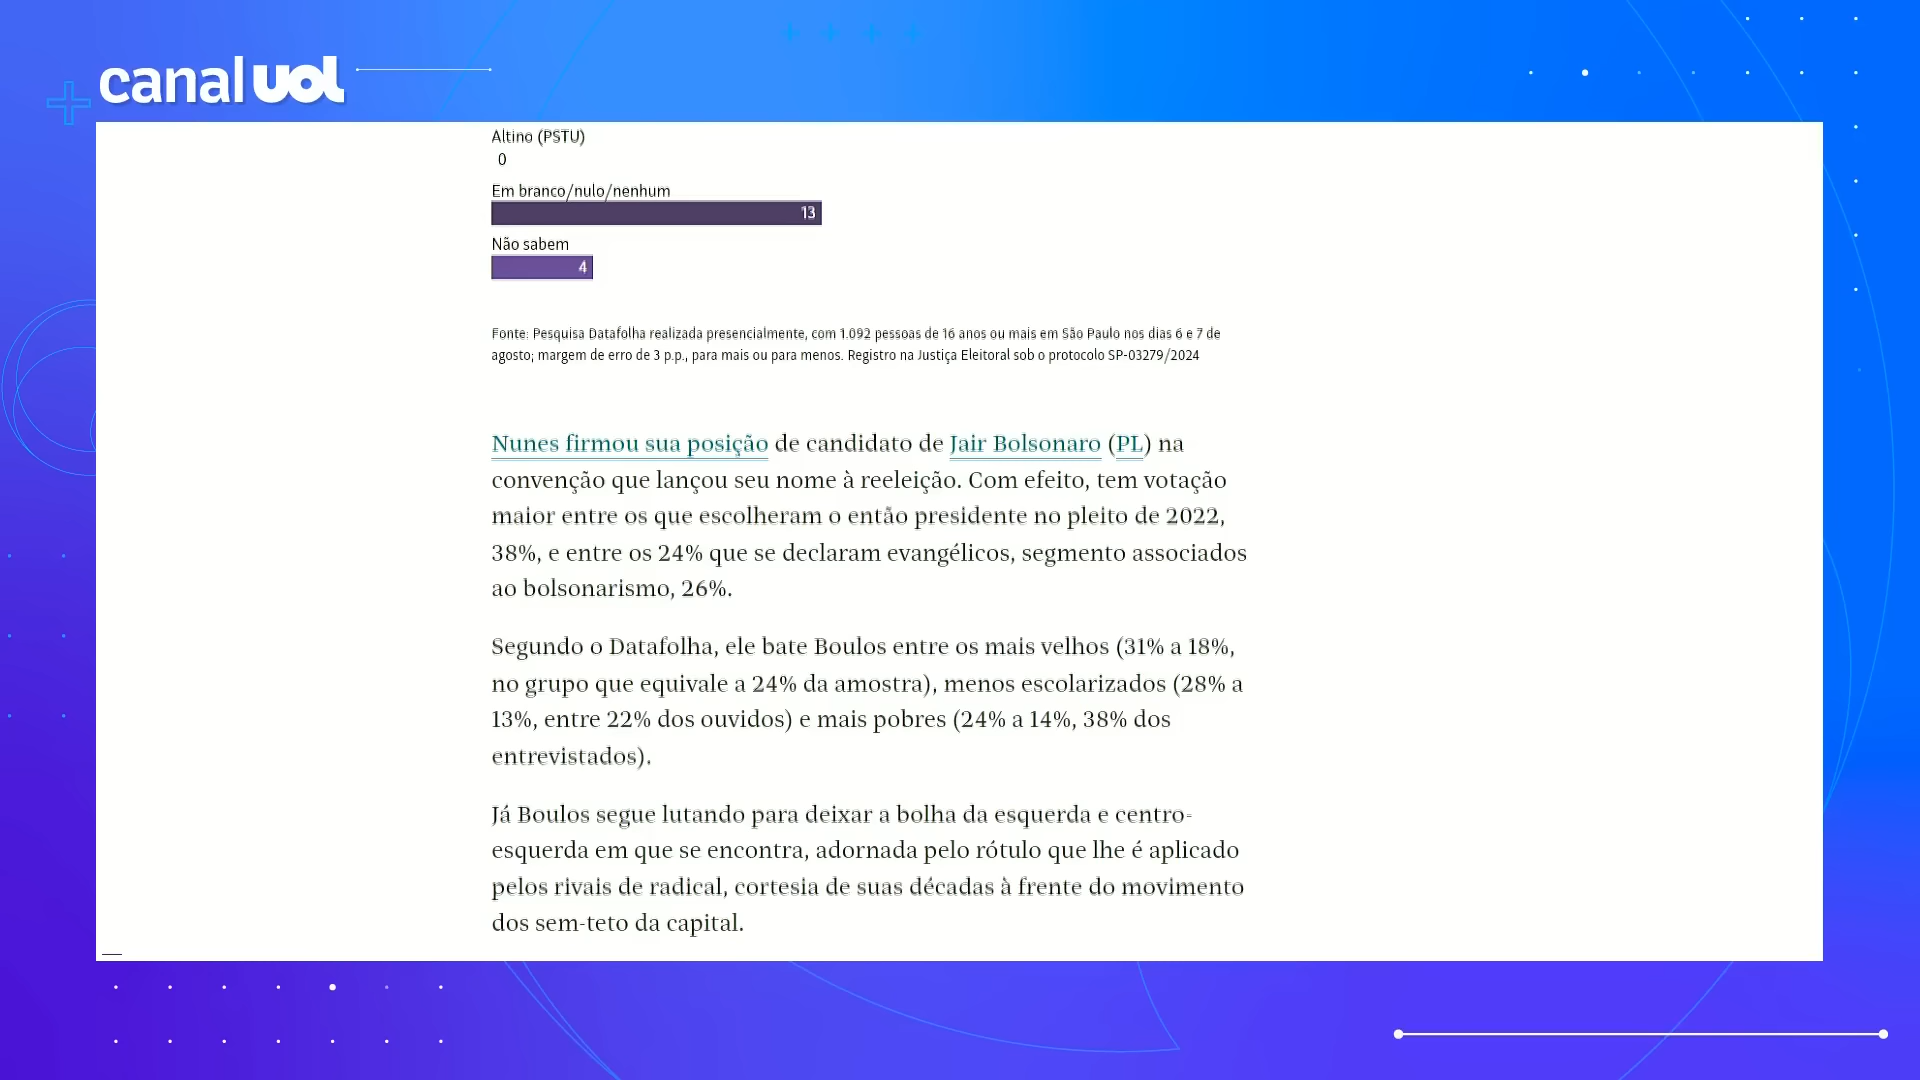 canal uol
Altino (PSTU)
0
Em branco/nulo/nenhum
13
Não sabem
4
Fonte: Pesquisa Datafolha realizada presencialmente, com 1.092 pessoas de 16 anos ou mais em São Paulo nos dias 6 e 7 de
agosto; margem de erro de 3 p.p., para mais ou para menos. Registro na Justiça Eleitoral sob o protocolo SP-03279/2024
Nunes firmou sua posição de candidato de Jair Bolsonaro (PL) na
convenção que lançou seu nome à reeleição. Com efeito, tem votação
maior entre os que escolheram o então presidente no pleito de 2022,
38%, e entre os 24% que se declaram evangélicos, segmento associados
ao bolsonarismo, 26%.
Segundo o Datafolha, ele bate Boulos entre os mais velhos (31% a 18%,
no grupo que equivale a 24% da amostra), menos escolarizados (28% a
13%, entre 22% dos ouvidos) e mais pobres (24% a 14%, 38% dos
entrevistados).
Já Boulos segue lutando para deixar a bolha da esquerda e centro-
esquerda em que se encontra, adornada pelo rótulo que lhe é aplicado
pelos rivais de radical, cortesia de suas décadas à frente do movimento
dos sem-teto da capital.